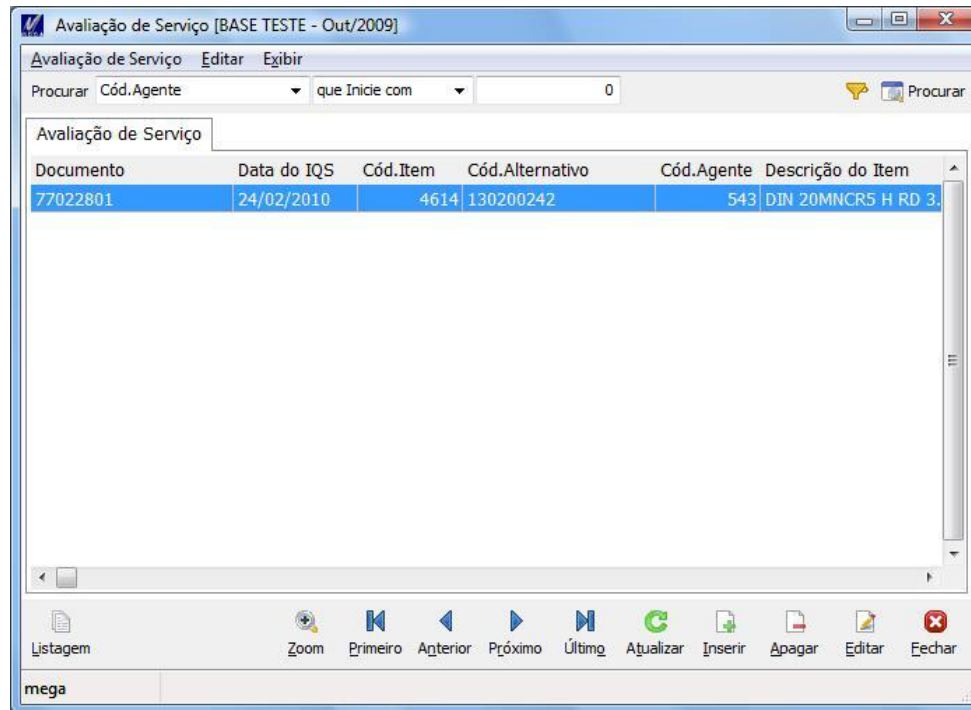 Avaliação de Serviço [BASE TESTE - Out/2009]
Avaliação de Serviço Editar Exibir
Procurar Cód.Agente que Inicie com 0 Procurar
Avaliação de Serviço
Documento Data do IQS Cód.Item Cód.Alternativo Cód.Agente Descrição do Item
77022801 24/02/2010 4614 130200242 543 DIN 20MNCR5 H RD 3.
Listagem Zoom Primeiro Anterior Próximo Último Atualizar Inserir Apagar Editar Fechar
mega